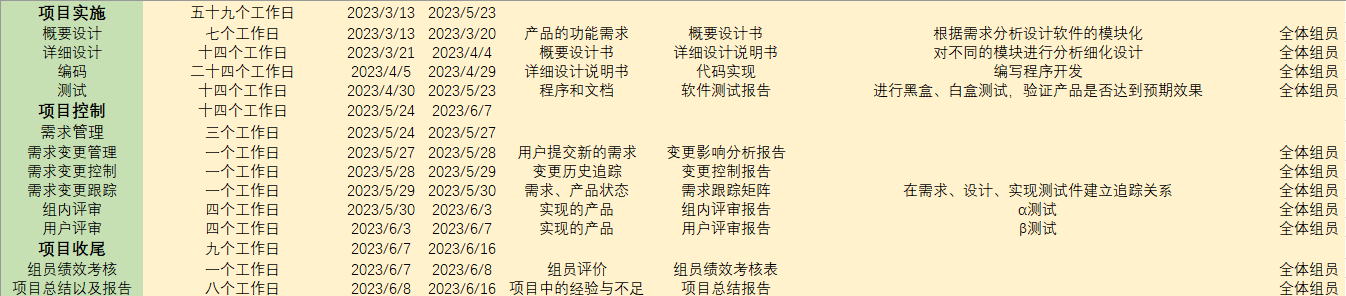 项目实施 五十九个工作日 2023/3/13 2023/5/23
概要设计 七个工作日 2023/3/13 2023/3/20 产品的功能需求 概要设计书 根据需求分析设计软件的模块化 全体组员
详细设计 十四个工作日 2023/3/21 2023/4/4 概要设计书 详细设计说明书 对不同的模块进行分析细化设计 全体组员
编码 二十四个工作日 2023/4/5 2023/4/29 详细设计说明书 代码实现 编写程序开发 全体组员
测试 十四个工作日 2023/4/30 2023/5/23 程序和文档 软件测试报告 进行黑盒、白盒测试，验证产品是否达到预期效果 全体组员
项目控制 十四个工作日 2023/5/24 2023/6/7
需求管理 三个工作日 2023/5/24 2023/5/27
需求变更管理 一个工作日 2023/5/27 2023/5/28 用户提交新的需求 变更影响分析报告 全体组员
需求变更控制 一个工作日 2023/5/28 2023/5/29 变更历史追踪 变更控制报告 全体组员
需求变更跟踪 一个工作日 2023/5/29 2023/5/30 需求、产品状态 需求跟踪矩阵 在需求、设计、实现测试件建立追踪关系 全体组员
组内评审 四个工作日 2023/5/30 2023/6/3 实现的产品 组内评审报告 α测试 全体组员
用户评审 四个工作日 2023/6/3 2023/6/7 实现的产品 用户评审报告 β测试 全体组员
项目收尾 九个工作日 2023/6/7 2023/6/16
组员绩效考核 一个工作日 2023/6/7 2023/6/8 组员评价 组员绩效考核表 全体组员
项目总结以及报告 八个工作日 2023/6/8 2023/6/16 项目中的经验与不足 项目总结报告 全体组员